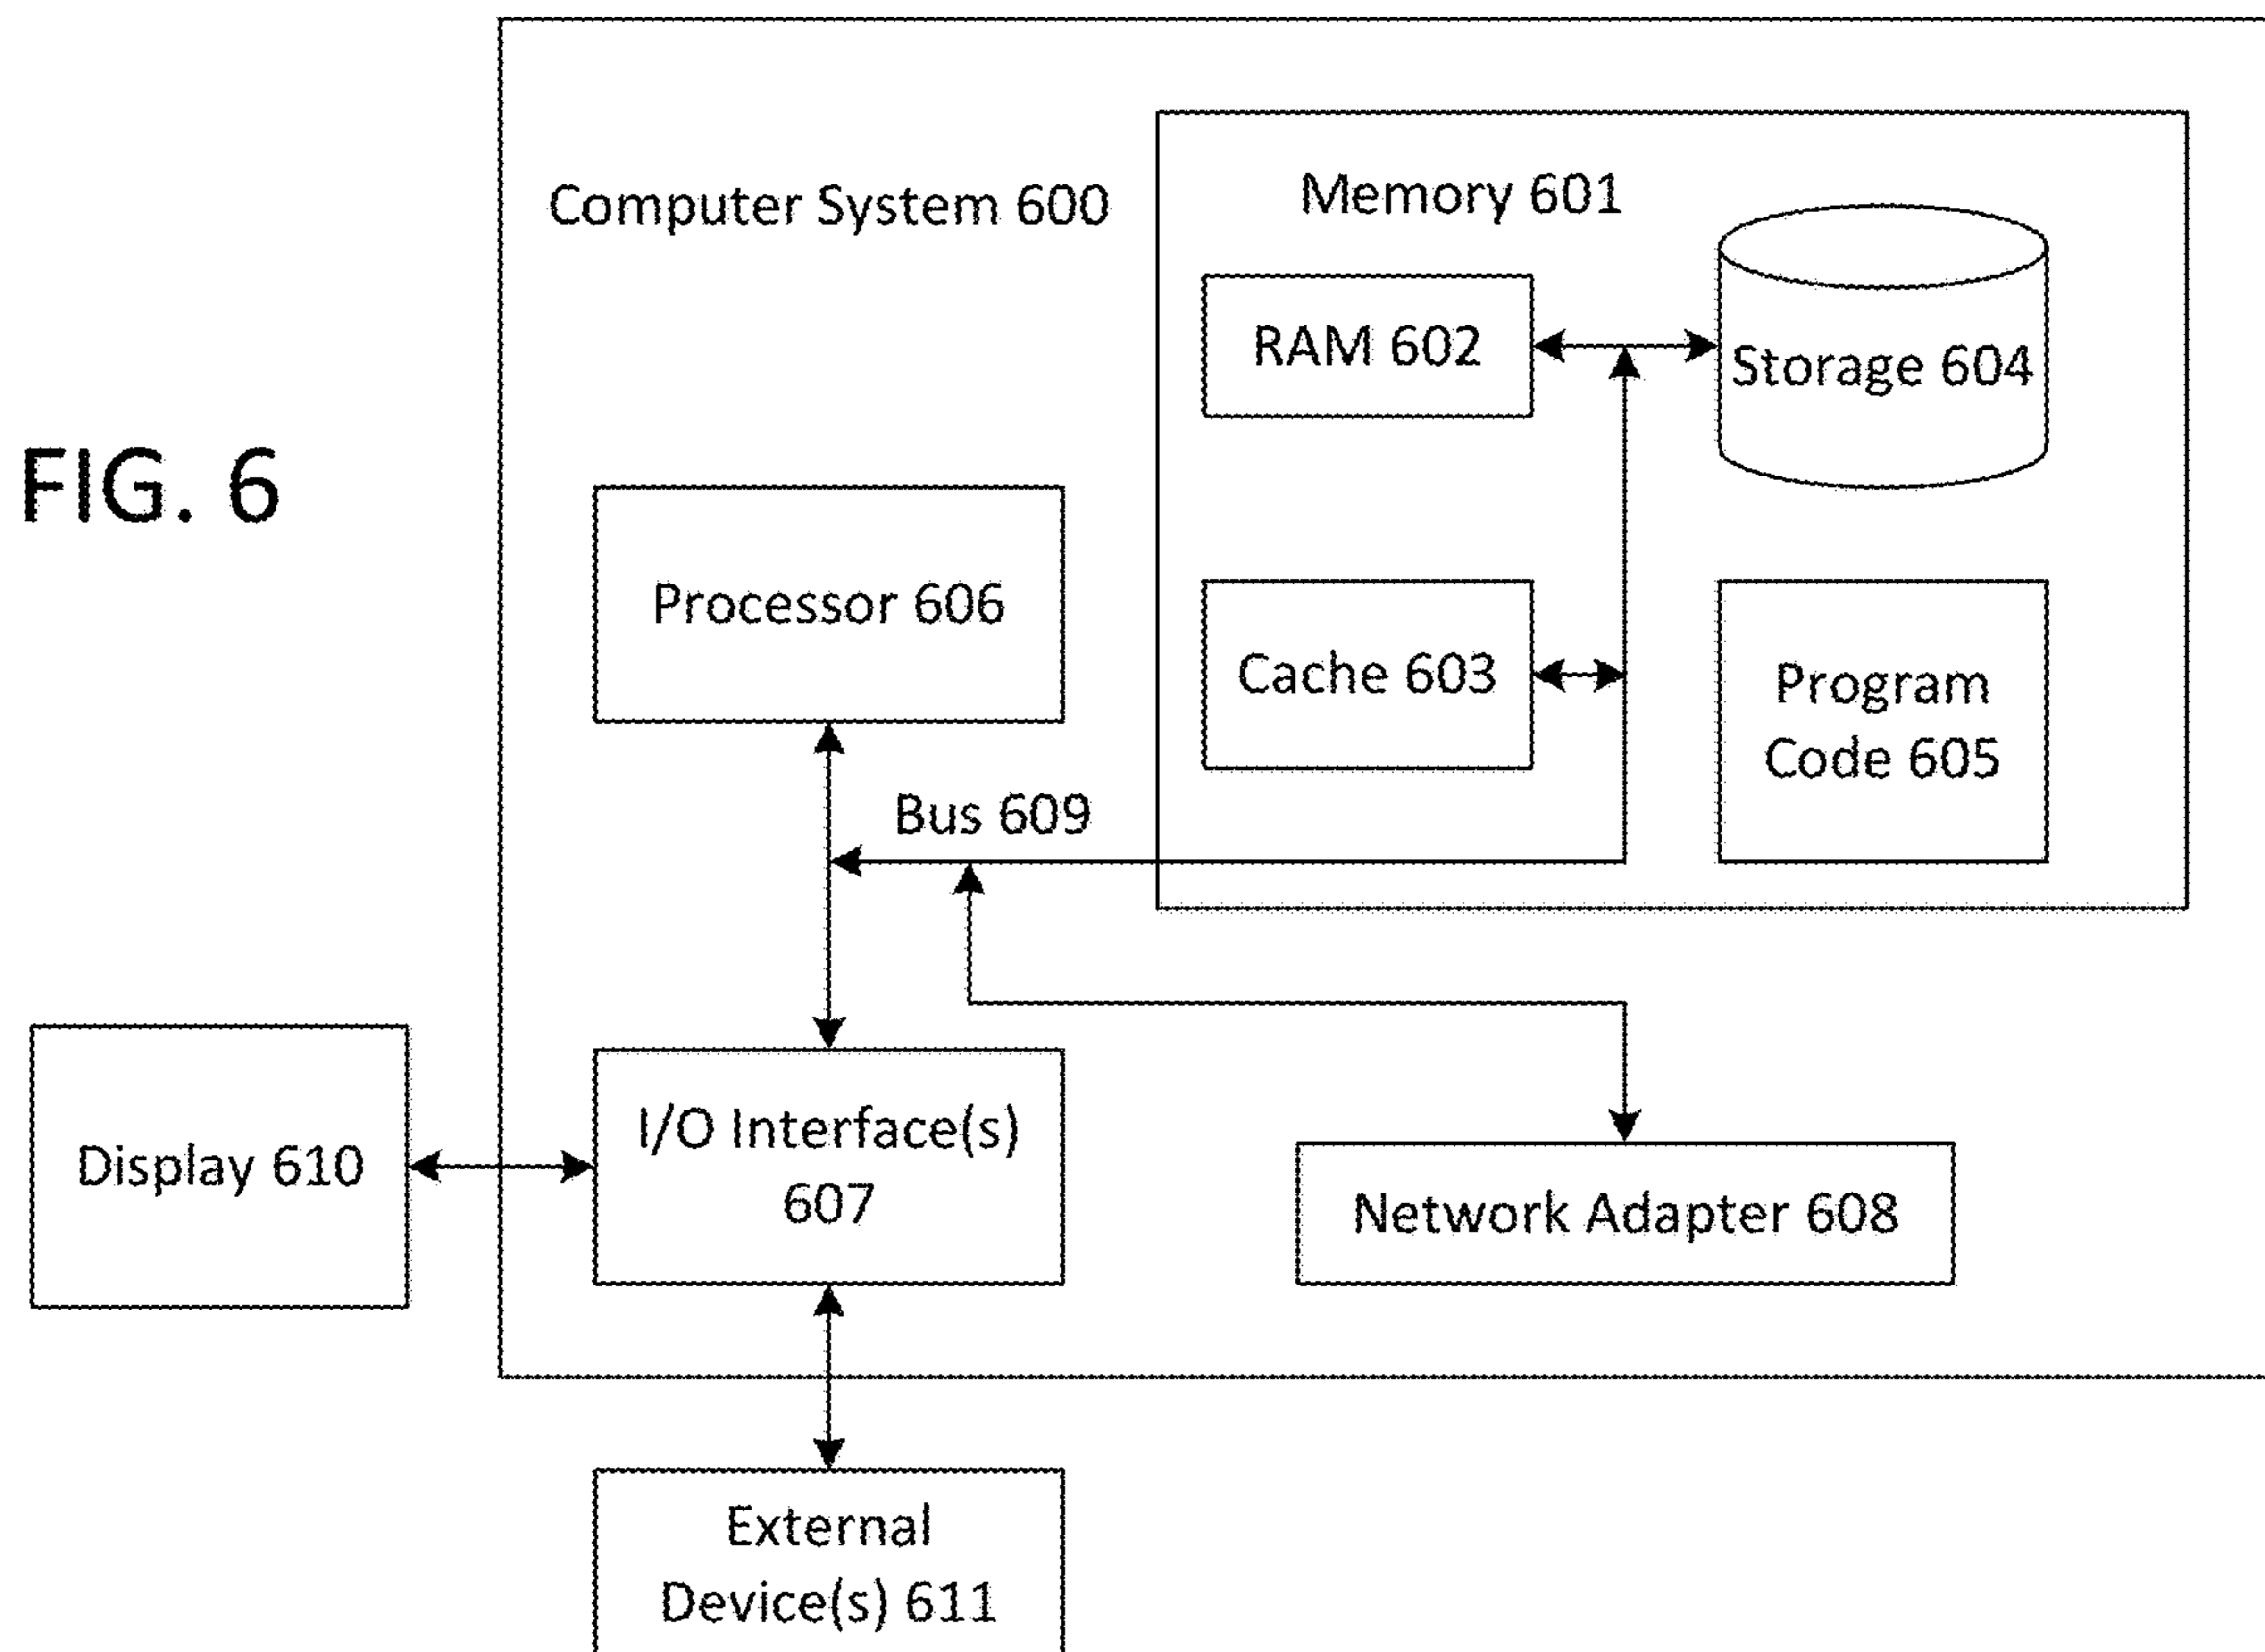 FIG. 6
Computer System 600
Memory 601
RAM 602
Storage 604
Processor 606
Cache 603
Program
Code 605
Bus 609
Display 610
I/O Interface(s)
607
Network Adapter 608
External
Device(s) 611